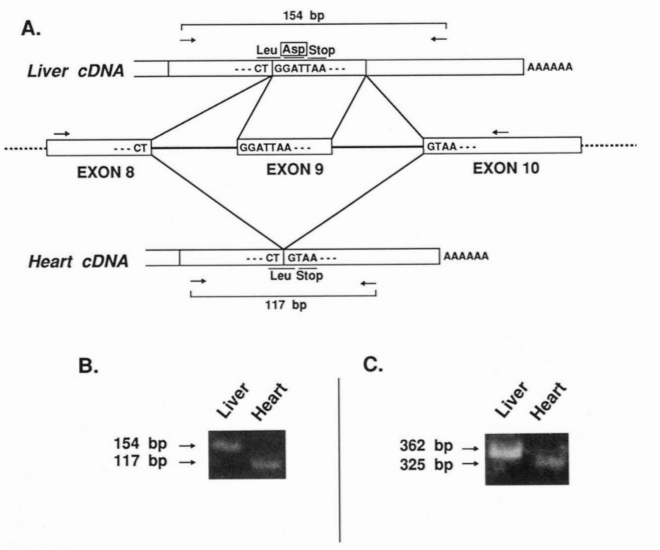 A.
154 bp
Leu Asp Stop
Liver cDNA
--- CT GGATTAA ---
AAAAAA
--- CT
GGATTAA ---
GTAA ---
EXON 8
EXON 9
EXON 10
Heart cDNA
--- CT GTAA ---
AAAAAA
Leu Stop
117 bp
B.
Liver
Heart
154 bp
117 bp
C.
Liver
Heart
362 bp
325 bp